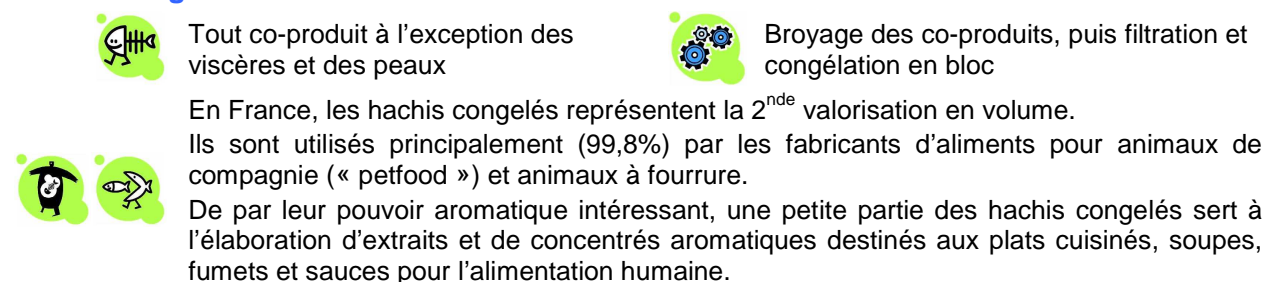 Tout co-produit à l'exception des
viscères et des peaux
Broyage des co-produits, puis filtration et
congélation en bloc
En France, les hachis congelés représentent la 2nde valorisation en volume.
Ils sont utilisés principalement (99,8%) par les fabricants d'aliments pour animaux de
compagnie (« petfood ») et animaux à fourrure.
De par leur pouvoir aromatique intéressant, une petite partie des hachis congelés sert à
l'élaboration d'extraits et de concentrés aromatiques destinés aux plats cuisinés, soupes,
fumets et sauces pour l'alimentation humaine.